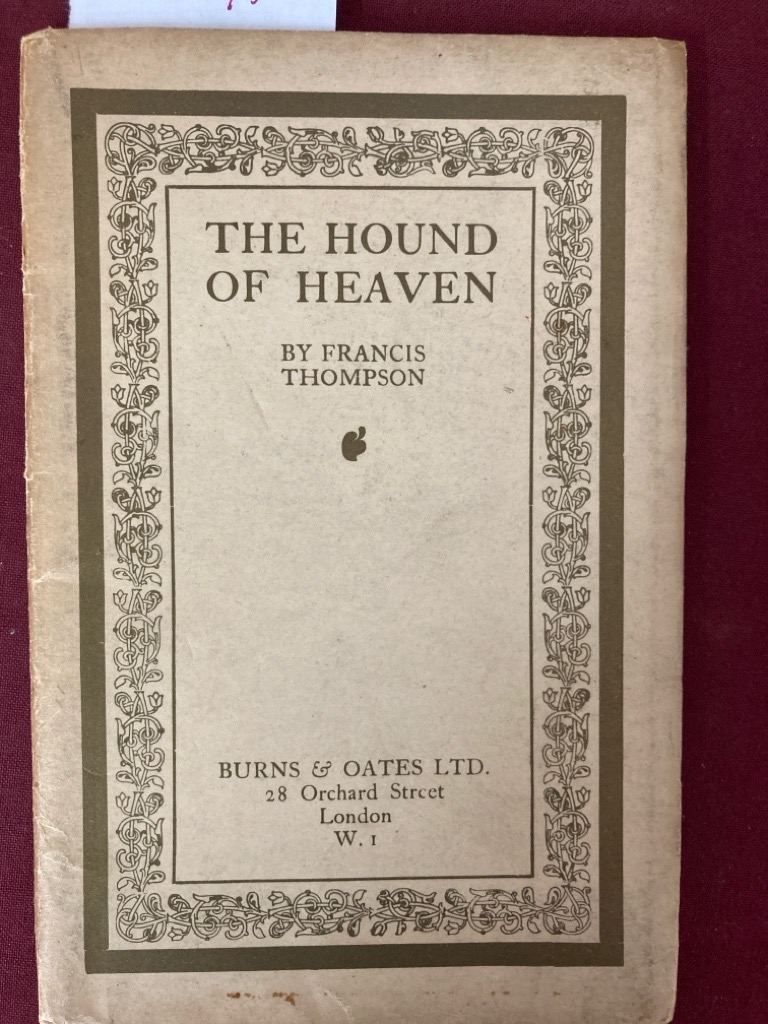 THE HOUND
OF HEAVEN
BY FRANCIS
THOMPSON
BURNS & OATES LTD.
28 Orchard Street
London
W. 1